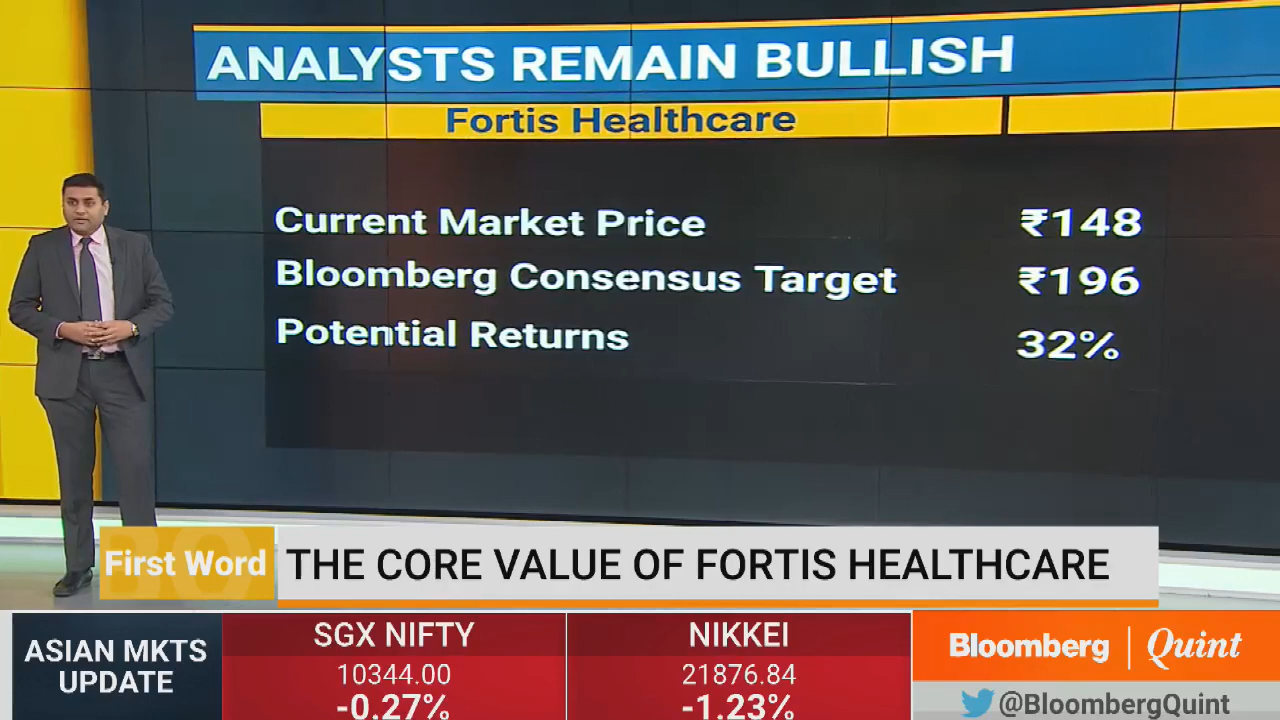 ANALYSTS REMAIN BULLISH
Fortis Healthcare
Current Market Price ₹148
Bloomberg Consensus Target ₹196
Potential Returns 32%
First Word THE CORE VALUE OF FORTIS HEALTHCARE
ASIAN MKTS UPDATE
SGX NIFTY
10344.00
-0.27%
NIKKEI
21876.84
-1.23%
Bloomberg | Quint
@BloombergQuint